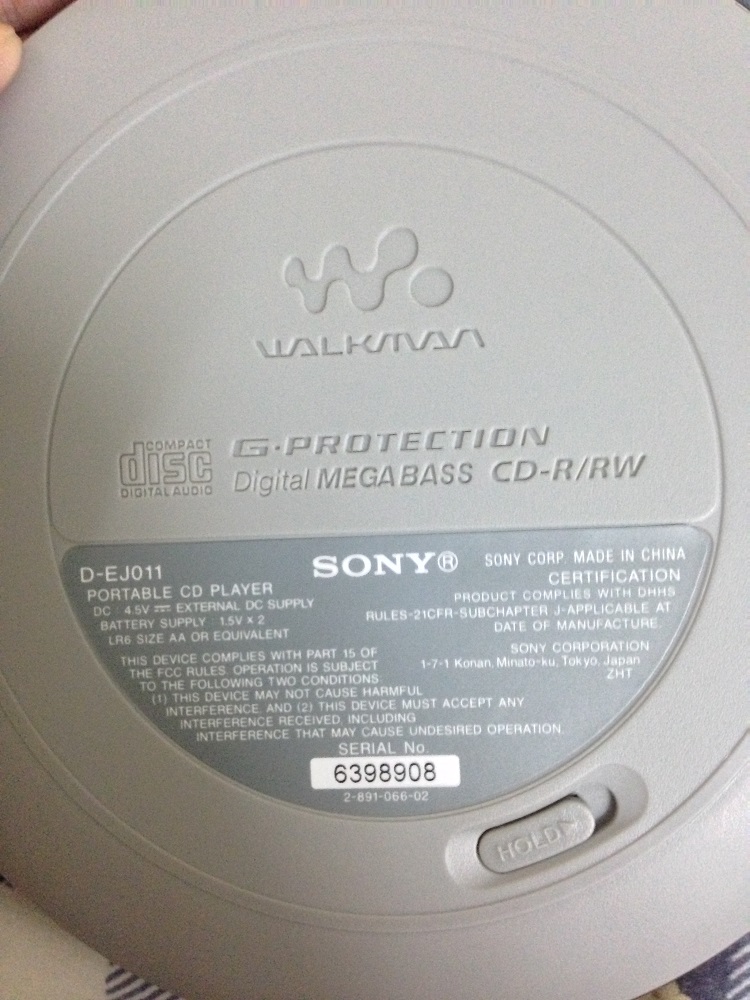 WALKMAN
COMPACT
disc
DIGITAL AUDIO
G·PROTECTION
Digital MEGABASS CD-R/RW
D-EJ011
PORTABLE CD PLAYER
DC : 4.5V ⎓ EXTERNAL DC SUPPLY
BATTERY SUPPLY : 1.5V × 2
LR6 SIZE AA OR EQUIVALENT
SONY®
SONY CORP. MADE IN CHINA
CERTIFICATION
PRODUCT COMPLIES WITH DHHS
RULES-21CFR-SUBCHAPTER J-APPLICABLE AT
DATE OF MANUFACTURE.
SONY CORPORATION
1-7-1 Konan, Minato-ku, Tokyo, Japan
ZHT
THIS DEVICE COMPLIES WITH PART 15 OF
THE FCC RULES. OPERATION IS SUBJECT
TO THE FOLLOWING TWO CONDITIONS.
(1) THIS DEVICE MAY NOT CAUSE HARMFUL
INTERFERENCE, AND (2) THIS DEVICE MUST ACCEPT ANY
INTERFERENCE RECEIVED, INCLUDING
INTERFERENCE THAT MAY CAUSE UNDESIRED OPERATION.
SERIAL No.
6398908
2-891-066-02
HOLD